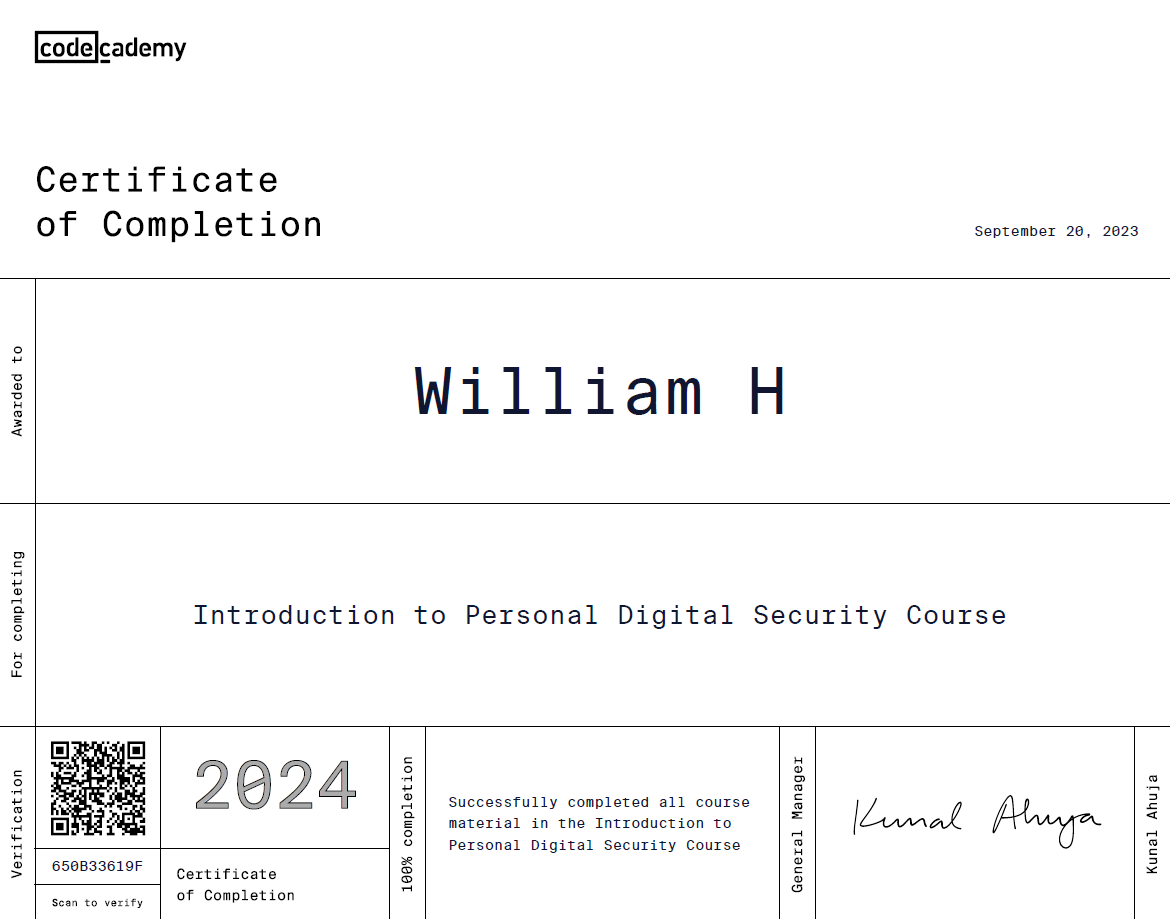 codecademy
Certificate
of Completion
September 20, 2023
Awarded to
William H
For completing
Introduction to Personal Digital Security Course
Verification
650B33619F
Scan to verify
2024
Certificate
of Completion
100% completion
Successfully completed all course
material in the Introduction to
Personal Digital Security Course
General Manager
Kunal Ahuja
Kunal Ahuja